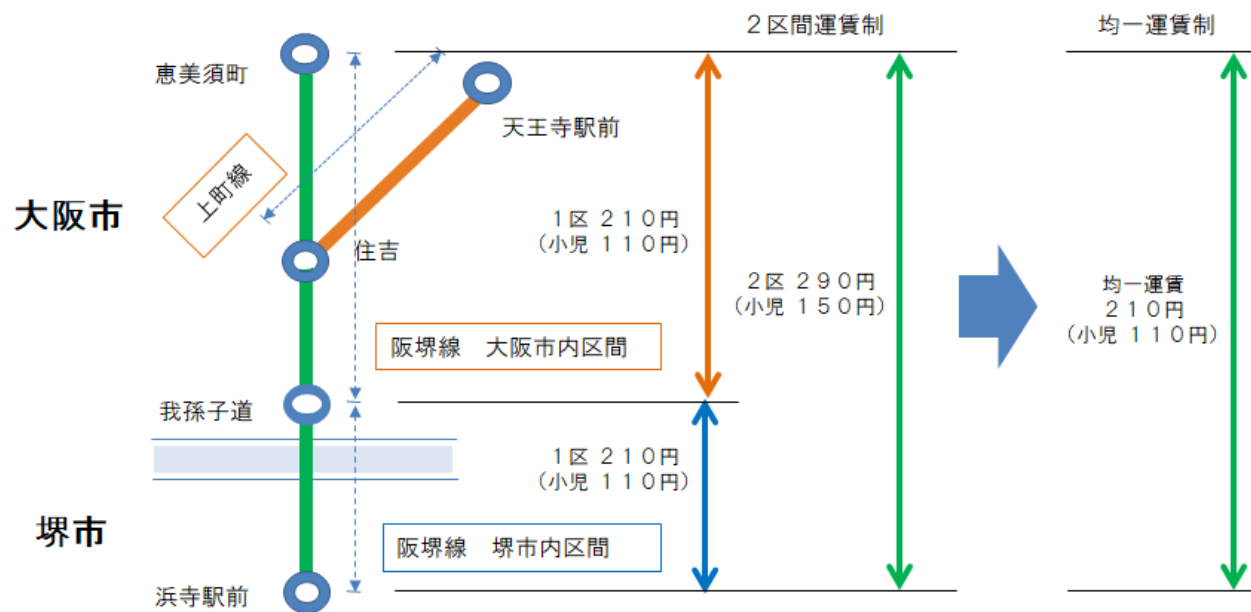 2区間運賃制
均一運賃制
恵美須町
天王寺駅前
上町線
大阪市
住吉
1区 210円
(小児 110円)
2区 290円
(小児 150円)
均一運賃
210円
(小児 110円)
阪堺線　大阪市内区間
我孫子道
1区 210円
(小児 110円)
堺市
阪堺線　堺市内区間
浜寺駅前